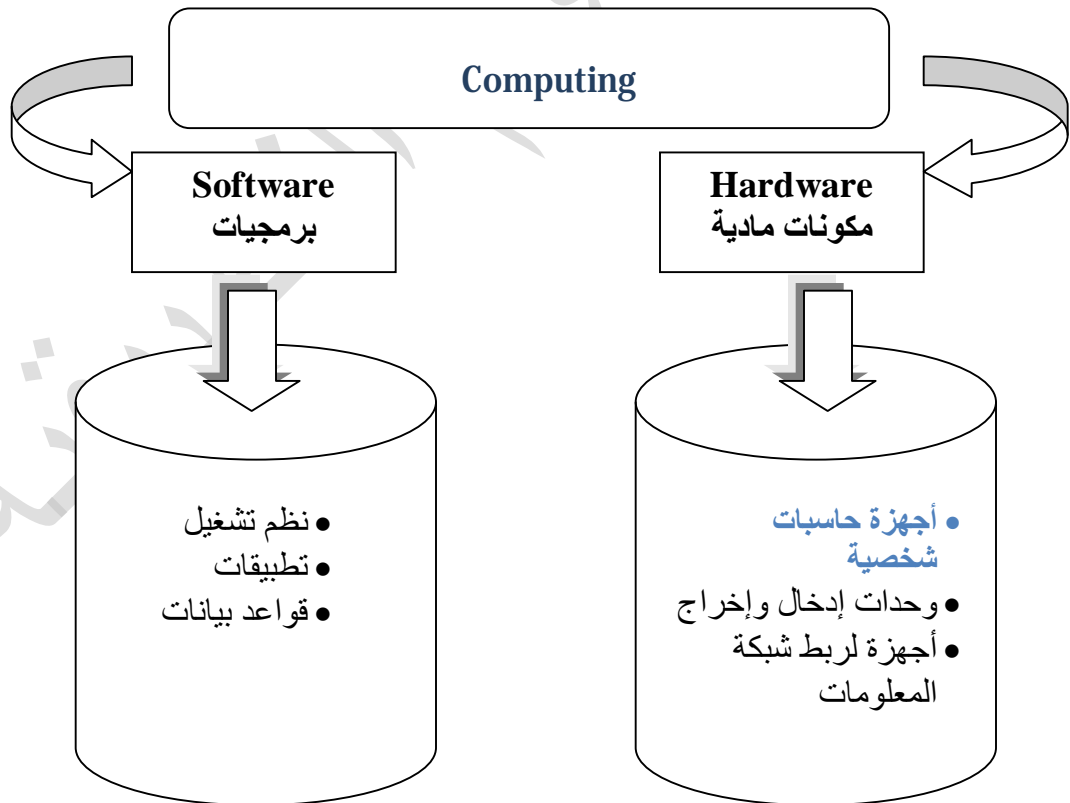 Computing
Software
برمجيات
Hardware
مكونات مادية
• نظم تشغيل
• تطبيقات
• قواعد بيانات
• أجهزة حاسبات
شخصية
• وحدات إدخال وإخراج
• أجهزة لربط شبكة
المعلومات